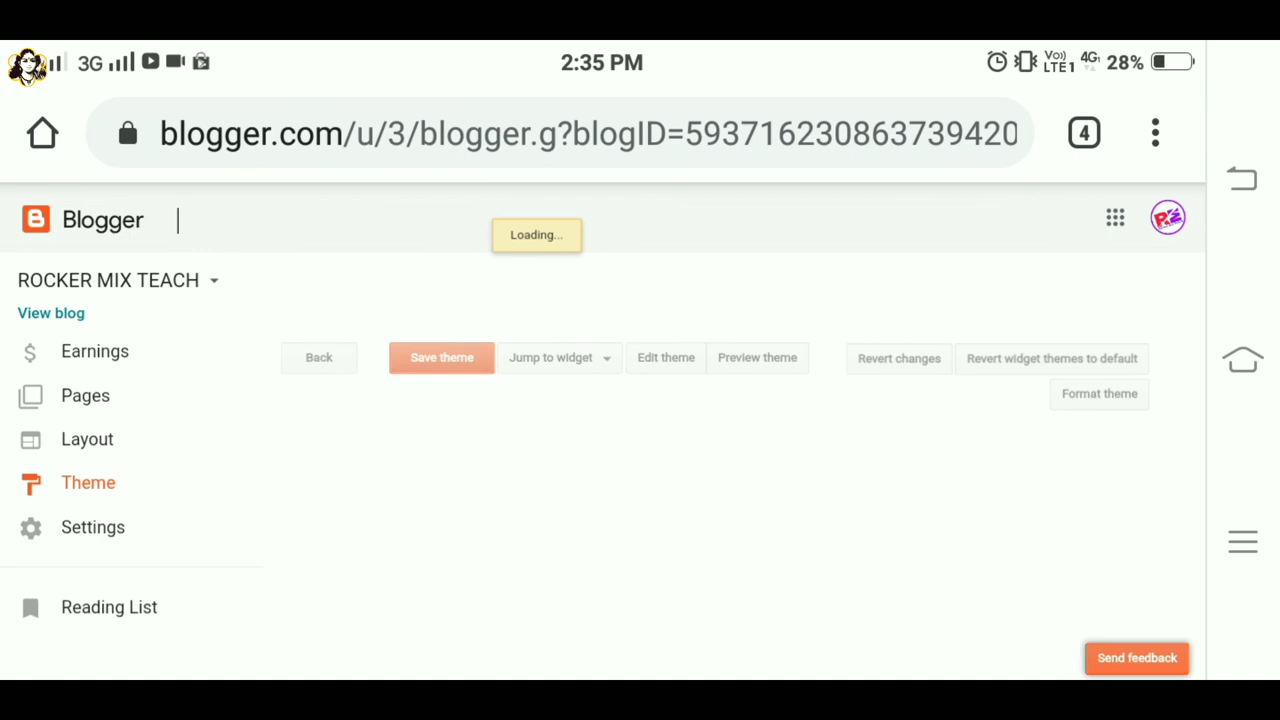 3G 2:35 PM Vo) LTE1 4G 28%
blogger.com/u/3/blogger.g?blogID=593716230863739420 4
Blogger
Loading...
ROCKER MIX TEACH
View blog
Earnings
Back Save theme Jump to widget Edit theme Preview theme Revert changes Revert widget themes to default
Pages
Format theme
Layout
Theme
Settings
Reading List
Send feedback